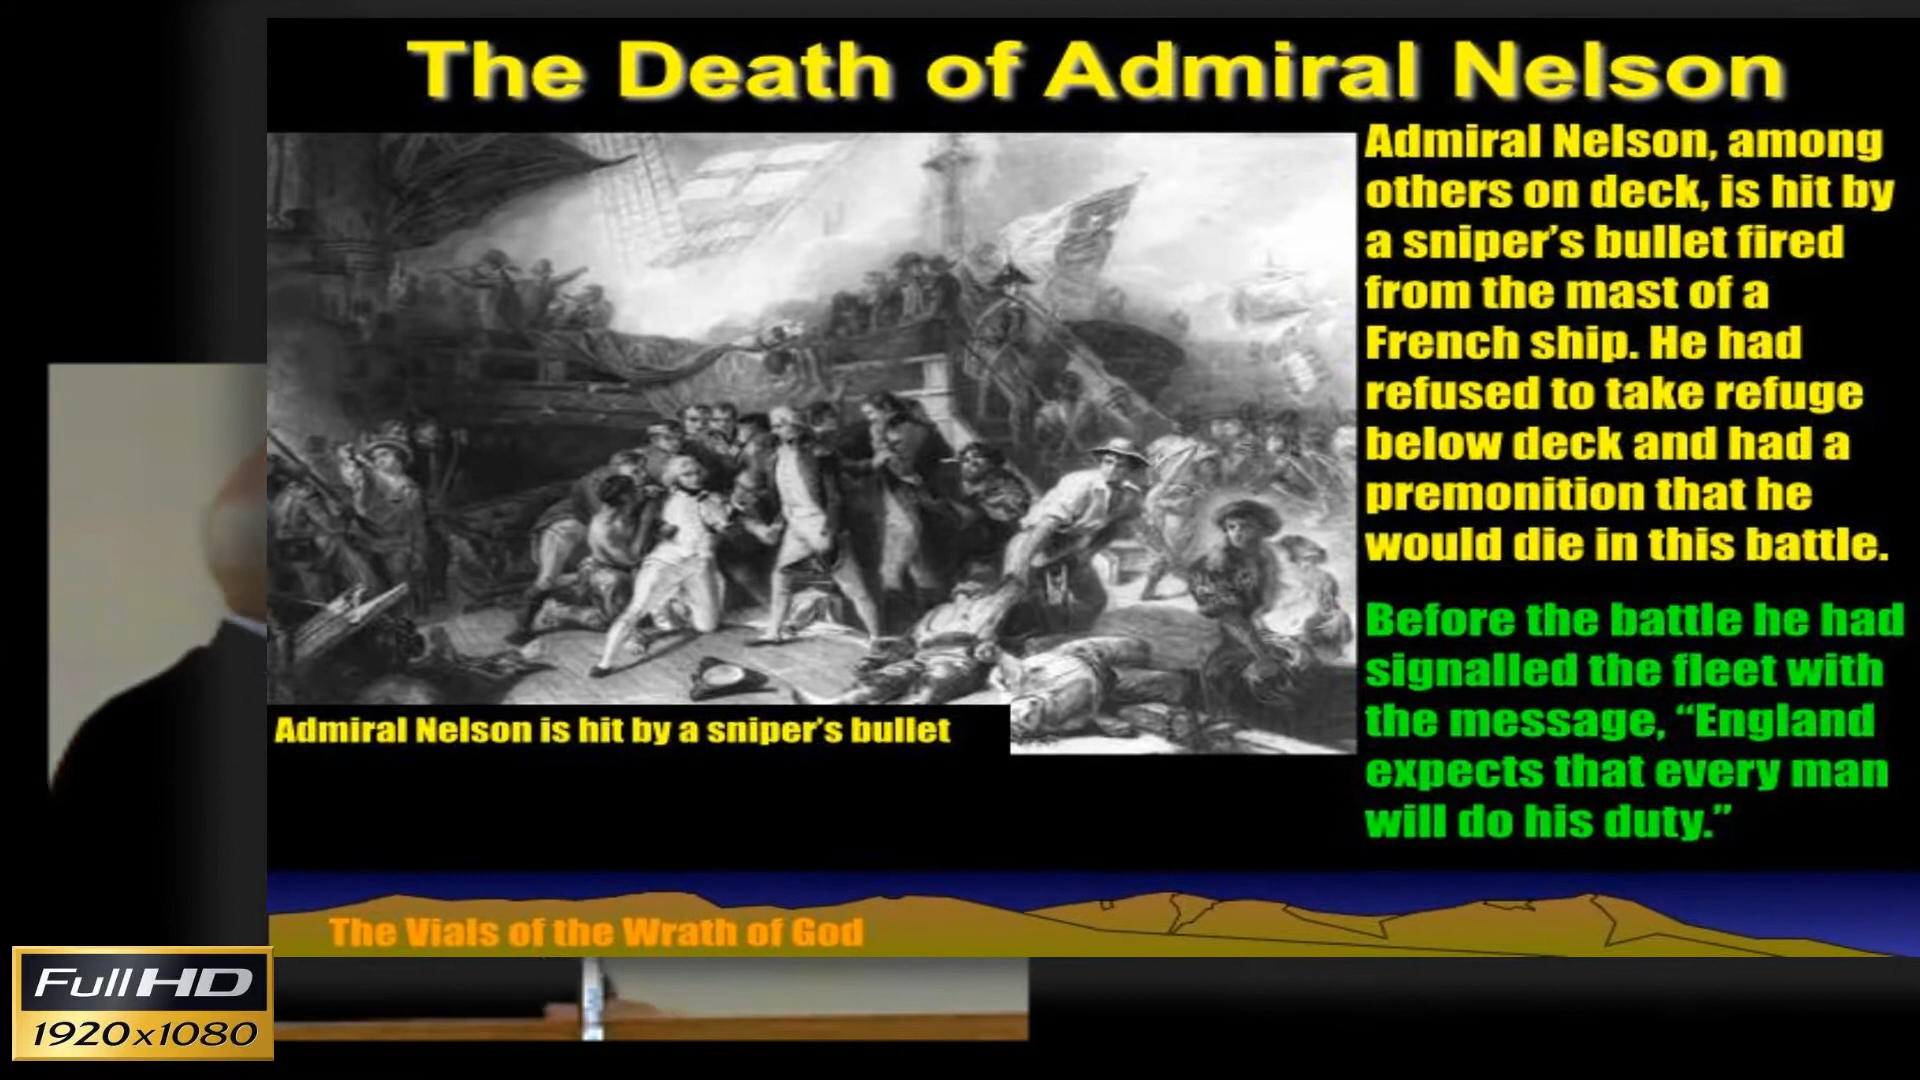 The Death of Admiral Nelson
Admiral Nelson, among
others on deck, is hit by
a sniper’s bullet fired
from the mast of a
French ship. He had
refused to take refuge
below deck and had a
premonition that he
would die in this battle.
Before the battle he had
signalled the fleet with
the message, “England
expects that every man
will do his duty.”
Admiral Nelson is hit by a sniper’s bullet
The Vials of the Wrath of God
Full HD
1920x1080